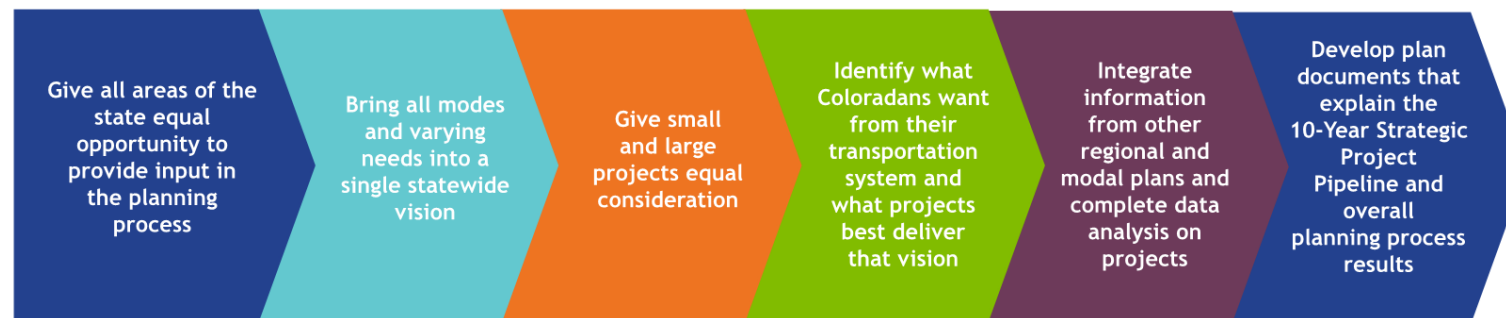 Give all areas of the
state equal
opportunity to
provide input in
the planning
process
Bring all modes
and varying
needs into a
single statewide
vision
Give small
and large
projects equal
consideration
Identify what
Coloradans want
from their
transportation
system and
what projects
best deliver
that vision
Integrate
information
from other
regional and
modal plans and
complete data
analysis on
projects
Develop plan
documents that
explain the
10-Year Strategic
Project
Pipeline and
overall
planning process
results